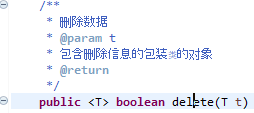 /**
* 删除数据
* @param t
* 包含删除信息的包装类的对象
* @return
*/
public <T> boolean delete(T t)